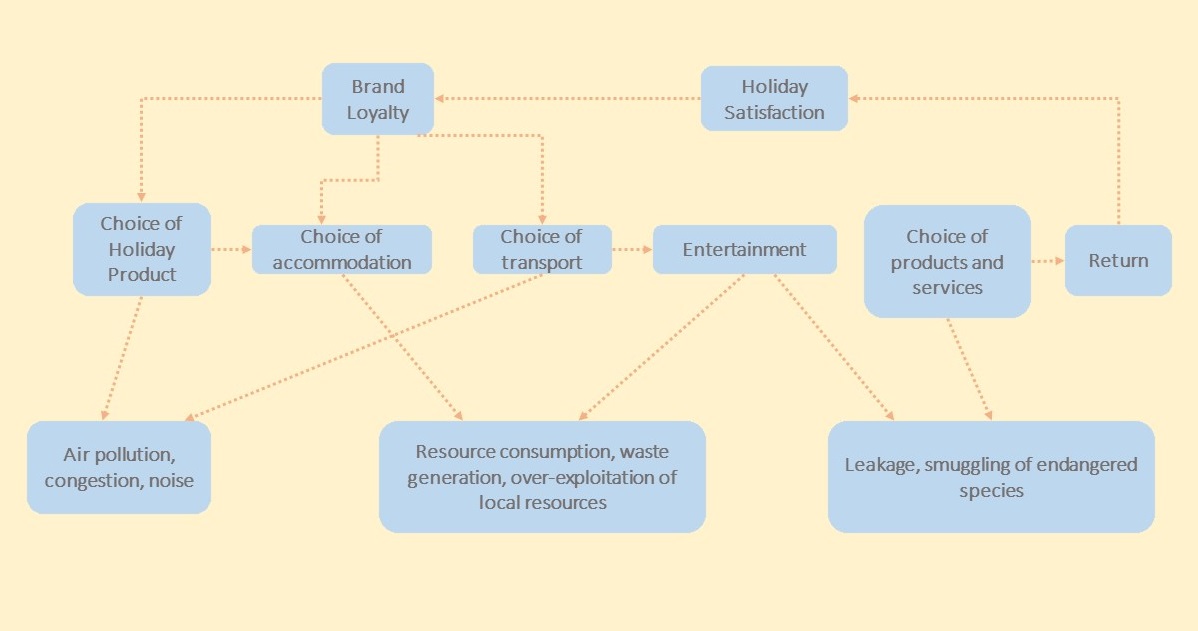 Brand
Loyalty
Holiday
Satisfaction
Choice of
Holiday
Product
Choice of
accommodation
Choice of
transport
Entertainment
Choice of
products and
services
Return
Air pollution,
congestion, noise
Resource consumption, waste
generation, over-exploitation of
local resources
Leakage, smuggling of endangered
species